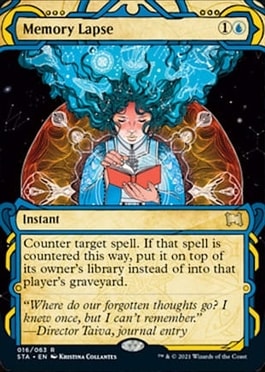 Memory Lapse 1
Instant
Counter target spell. If that spell is
countered this way, put it on top of
its owner's library instead of into that
player's graveyard.
"Where do our forgotten thoughts go? I
knew once, but I can't remember."
—Director Taiva, journal entry
016/063 R
STA • EN KRISTINA COLLANTES
™ & © 2021 Wizards of the Coast